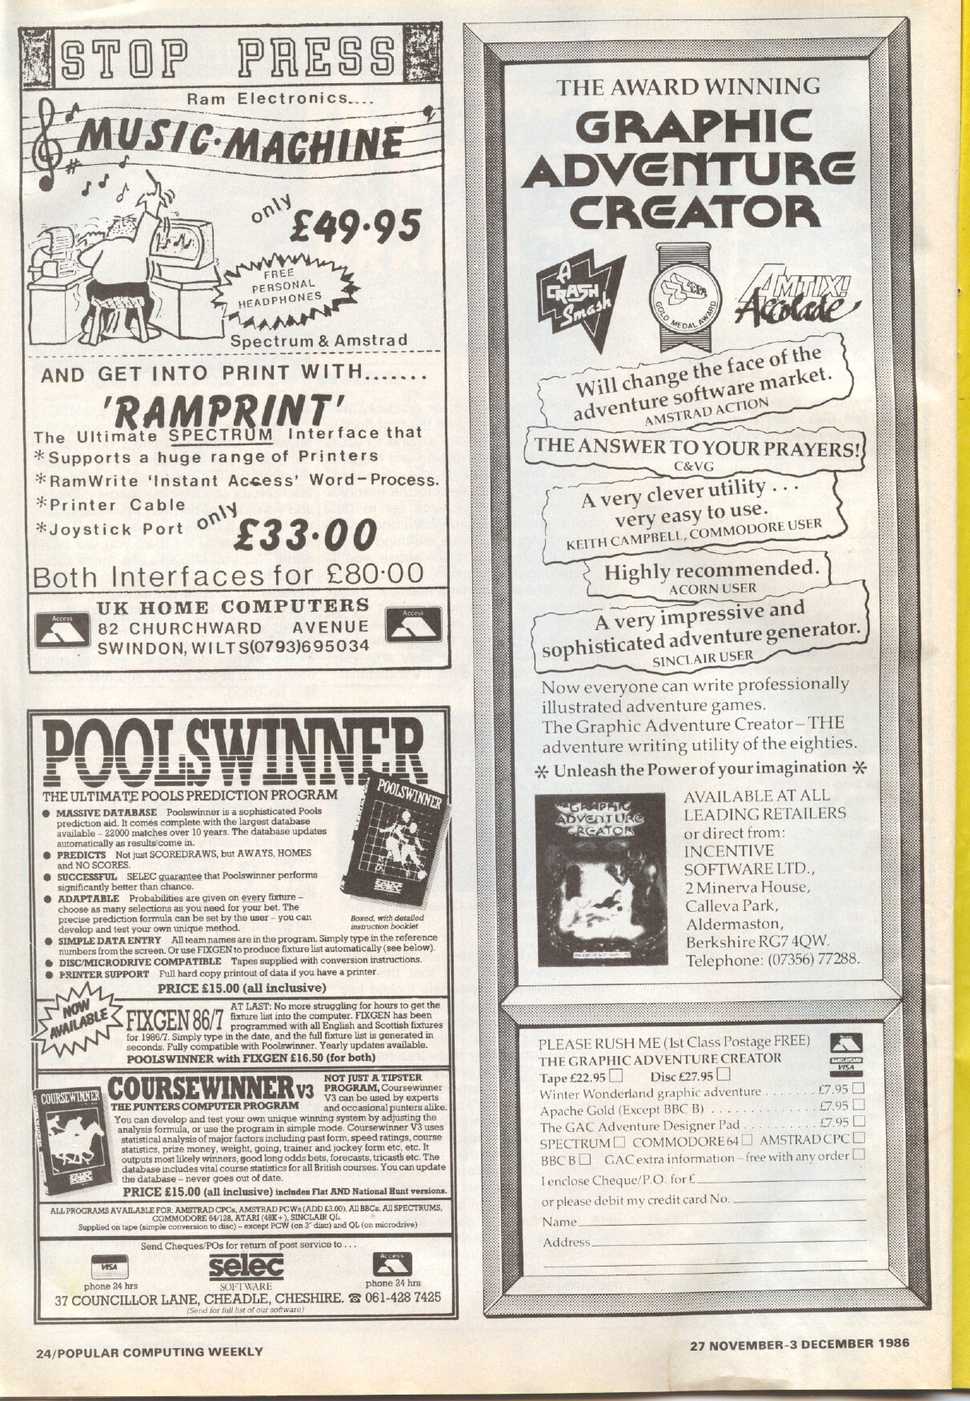 STOP PRESS
Ram Electronics....
MUSIC·MACHINE
only
£49·95
FREE
PERSONAL
HEADPHONES
Spectrum & Amstrad
AND GET INTO PRINT WITH.......
'RAMPRINT'
The Ultimate SPECTRUM Interface that
*Supports a huge range of Printers
*RamWrite 'Instant Access' Word-Process.
*Printer Cable
*Joystick Port
only
£33·00
Both Interfaces for £80·00
Access
UK HOME COMPUTERS
82 CHURCHWARD AVENUE
SWINDON, WILTS(0793)695034
Access
POOLSWINNER
THE ULTIMATE POOLS PREDICTION PROGRAM
● MASSIVE DATABASE Poolswinner is a sophisticated Pools
prediction aid. It comes complete with the largest database
available – 22000 matches over 10 years. The database updates
automatically as results come in.
● PREDICTS Not just SCOREDRAWS, but AWAYS, HOMES
and NO SCORES.
● SUCCESSFUL SELEC guarantee that Poolswinner performs
significantly better than chance.
● ADAPTABLE Probabilities are given on every fixture –
choose as many selections as you need for your bet. The
precise prediction formula can be set by the user – you can
develop and test your own unique method.
● SIMPLE DATA ENTRY All team names are in the program. Simply type in the reference
numbers from the screen. Or use FIXGEN to produce fixture list automatically (see below).
● DISC/MICRODRIVE COMPATIBLE Tapes supplied with conversion instructions.
● PRINTER SUPPORT Full hard copy printout of data if you have a printer.
PRICE £15.00 (all inclusive)
POOLSWINNER
selec
Boxed, with detailed
instruction booklet
NOW
AVAILABLE
FIXGEN 86/7
AT LAST: No more struggling for hours to get the
fixture list into the computer. FIXGEN has been
programmed with all English and Scottish fixtures
for 1986/7. Simply type in the date, and the full fixture list is generated in
seconds. Fully compatible with Poolswinner. Yearly updates available.
POOLSWINNER with FIXGEN £16.50 (for both)
COURSEWINNER
COURSEWINNER V3
THE PUNTERS COMPUTER PROGRAM
NOT JUST A TIPSTER
PROGRAM, Coursewinner
V3 can be used by experts
and occasional punters alike.
You can develop and test your own unique winning system by adjusting the
analysis formula, or use the program in simple mode. Coursewinner V3 uses
statistical analysis of major factors including past form, speed ratings, course
statistics, prize money, weight, going, trainer and jockey form etc, etc. It
outputs most likely winners, good long odds bets, forecasts, tricasts etc. The
database includes vital course statistics for all British courses. You can update
the database – never goes out of date.
PRICE £15.00 (all inclusive) includes Flat AND National Hunt versions.
ALL PROGRAMS AVAILABLE FOR: AMSTRAD CPCs, AMSTRAD PCWs (ADD £3.00), All BBCs, All SPECTRUMS,
COMMODORE 64/128, ATARI (48K+), SINCLAIR QL.
Supplied on tape (simple conversion to disc) – except PCW (on 3" disc) and QL (on microdrive)
Send Cheques/POs for return of post service to . . .
VISA
phone 24 hrs
selec
SOFTWARE
Access
phone 24 hrs
37 COUNCILLOR LANE, CHEADLE, CHESHIRE. ☎ 061-428 7425
(Send for full list of our software)
THE AWARD WINNING
GRAPHIC
ADVENTURE
CREATOR
A
CRASH
Smash
GOLD MEDAL AWARD
AMTIX!
Accolade
Will change the face of the
adventure software market.
AMSTRAD ACTION
THE ANSWER TO YOUR PRAYERS!
C&VG
A very clever utility . . .
very easy to use.
KEITH CAMPBELL, COMMODORE USER
Highly recommended.
ACORN USER
A very impressive and
sophisticated adventure generator.
SINCLAIR USER
Now everyone can write professionally
illustrated adventure games.
The Graphic Adventure Creator – THE
adventure writing utility of the eighties.
* Unleash the Power of your imagination *
THE
GRAPHIC
ADVENTURE
CREATOR
AVAILABLE AT ALL
LEADING RETAILERS
or direct from:
INCENTIVE
SOFTWARE LTD.,
2 Minerva House,
Calleva Park,
Aldermaston,
Berkshire RG7 4QW.
Telephone: (07356) 77288.
PLEASE RUSH ME (1st Class Postage FREE)
THE GRAPHIC ADVENTURE CREATOR
Tape £22.95 □ Disc £27.95 □
BARCLAYCARD
VISA
Winter Wonderland graphic adventure . . . . . . . . £7.95 □
Apache Gold (Except BBC B) . . . . . . . . . . . . . . £7.95 □
The GAC Adventure Designer Pad . . . . . . . . . . . £7.95 □
SPECTRUM □ COMMODORE 64 □ AMSTRAD CPC □
BBC B □ GAC extra information – free with any order □
I enclose Cheque/P.O. for £
or please debit my credit card No.
Name
Address
24/POPULAR COMPUTING WEEKLY
27 NOVEMBER-3 DECEMBER 1986